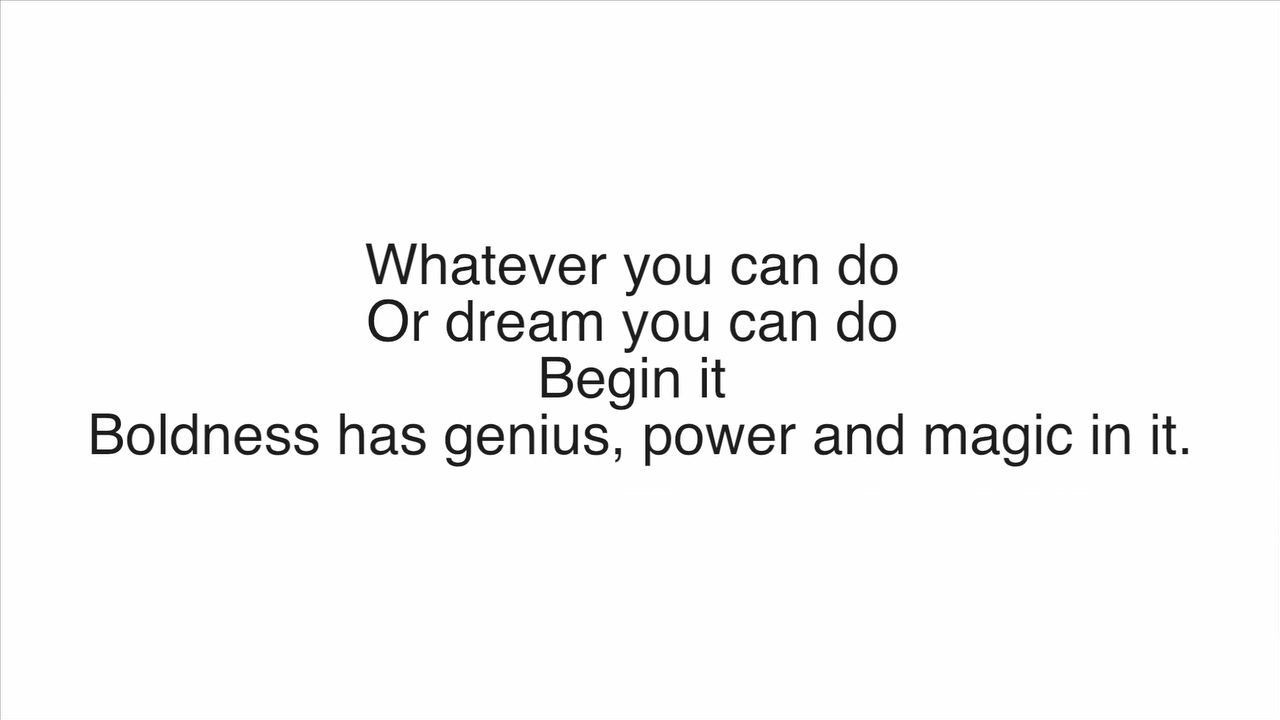 Whatever you can do
Or dream you can do
Begin it
Boldness has genius, power and magic in it.